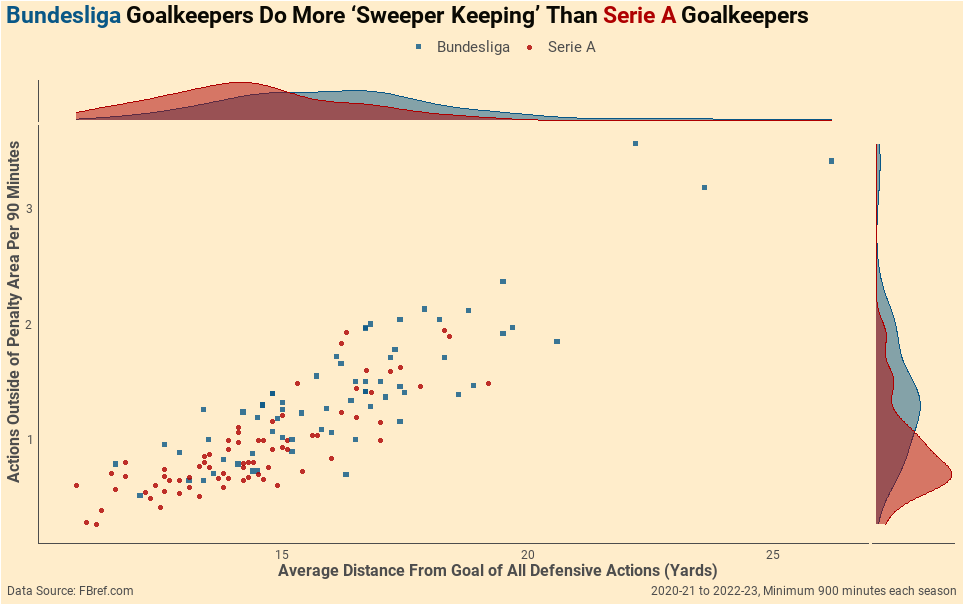 Bundesliga Goalkeepers Do More ‘Sweeper Keeping’ Than Serie A Goalkeepers
Bundesliga Serie A
Actions Outside of Penalty Area Per 90 Minutes
3
2
1
15 20 25
Average Distance From Goal of All Defensive Actions (Yards)
Data Source: FBref.com
2020-21 to 2022-23, Minimum 900 minutes each season